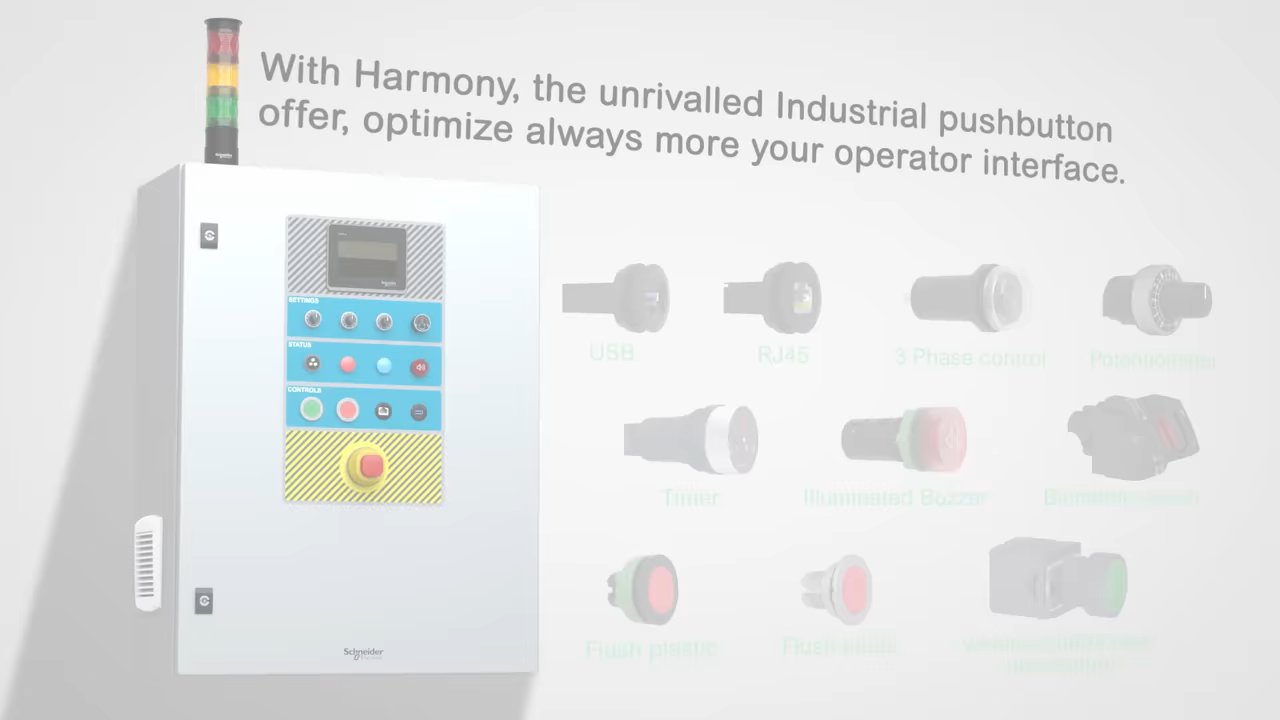 With Harmony, the unrivalled Industrial pushbutton
offer, optimize always more your operator interface.
SETTINGS
STATUS
CONTROLS
USB
RJ45
3 Phase control
Potentiometer
Timer
Illuminated Buzzer
Flush plastic
Flush
Schneider